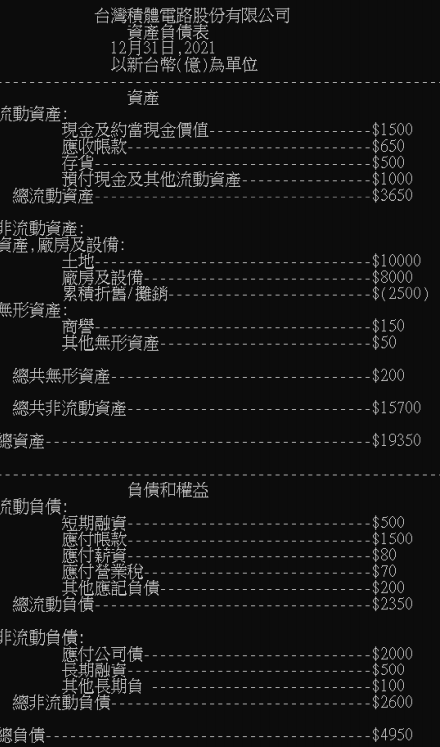 台灣積體電路股份有限公司
資產負債表
12月31日,2021
以新台幣(億)為單位
資產
流動資產:
現金及約當現金價值------------------$1500
應收帳款------------------------------$650
存貨----------------------------------$500
預付現金及其他流動資產----------------$1000
總流動資產----------------------------------$3650
非流動資產:
資產,廠房及設備:
土地----------------------------------$10000
廠房及設備----------------------------$8000
累積折舊/攤銷-------------------------$(2500)
無形資產:
商譽----------------------------------$150
其他無形資產--------------------------$50
總共無形資產--------------------------------$200
總共非流動資產------------------------------$15700
總資產----------------------------------------$19350
負債和權益
流動負債:
短期融資------------------------------$500
應付帳款------------------------------$1500
應付薪資------------------------------$80
應付營業稅----------------------------$70
其他應記負債--------------------------$200
總流動負債----------------------------------$2350
非流動負債:
應付公司債----------------------------$2000
長期融資------------------------------$500
其他長期負 ---------------------------$100
總非流動負債--------------------------------$2600
總負債----------------------------------------$4950